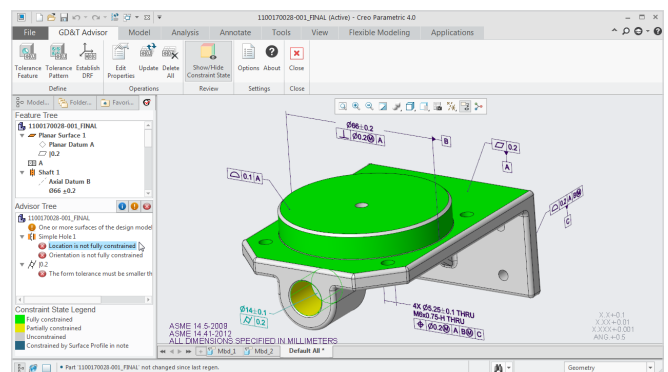 1100170028-001_FINAL (Active) - Creo Parametric 4.0
File
GD&T Advisor
Model
Analysis
Annotate
Tools
View
Flexible Modeling
Applications
Tolerance Feature
Tolerance Pattern
Establish DRF
Edit Properties
Update
Delete All
Show/Hide Constraint State
Options
About
Close
Define
Operations
Review
Settings
Close
Model...
Folder...
Favori...
Feature Tree
1100170028-001_FINAL
Planar Surface 1
Planar Datum A
|0.2
A
Shaft 1
Axial Datum B
Ø66 ±0.2
Advisor Tree
1100170028-001_FINAL
One or more surfaces of the design model
Simple Hole 1
Location is not fully constrained
Orientation is not fully constrained
|0.2
The form tolerance must be smaller th
Constraint State Legend
Fully constrained
Partially constrained
Unconstrained
Constrained by Surface Profile in note
Ø66±0.2
⊥ Ø0.2Ⓜ A
B
▱ 0.2
A
⌓ 0.1 A
⌓ 0.2 A BⓂ
C
Ø14±0.1
⌭ 0.2
4X Ø5.25±0.1 THRU
M6x0.75-H THRU
⌖ Ø0.2Ⓜ A BⓂ C
ASME 14.5-2009
ASME 14.41-2012
ALL DIMENSIONS SPECIFIED IN MILLIMETERS
X.X±0.1
X.XX±0.01
X.XXX±0.001
ANG.±0.5
Mbd_1
Mbd_2
Default All *
• Part '1100170028-001_FINAL' not changed since last regen.
Geometry